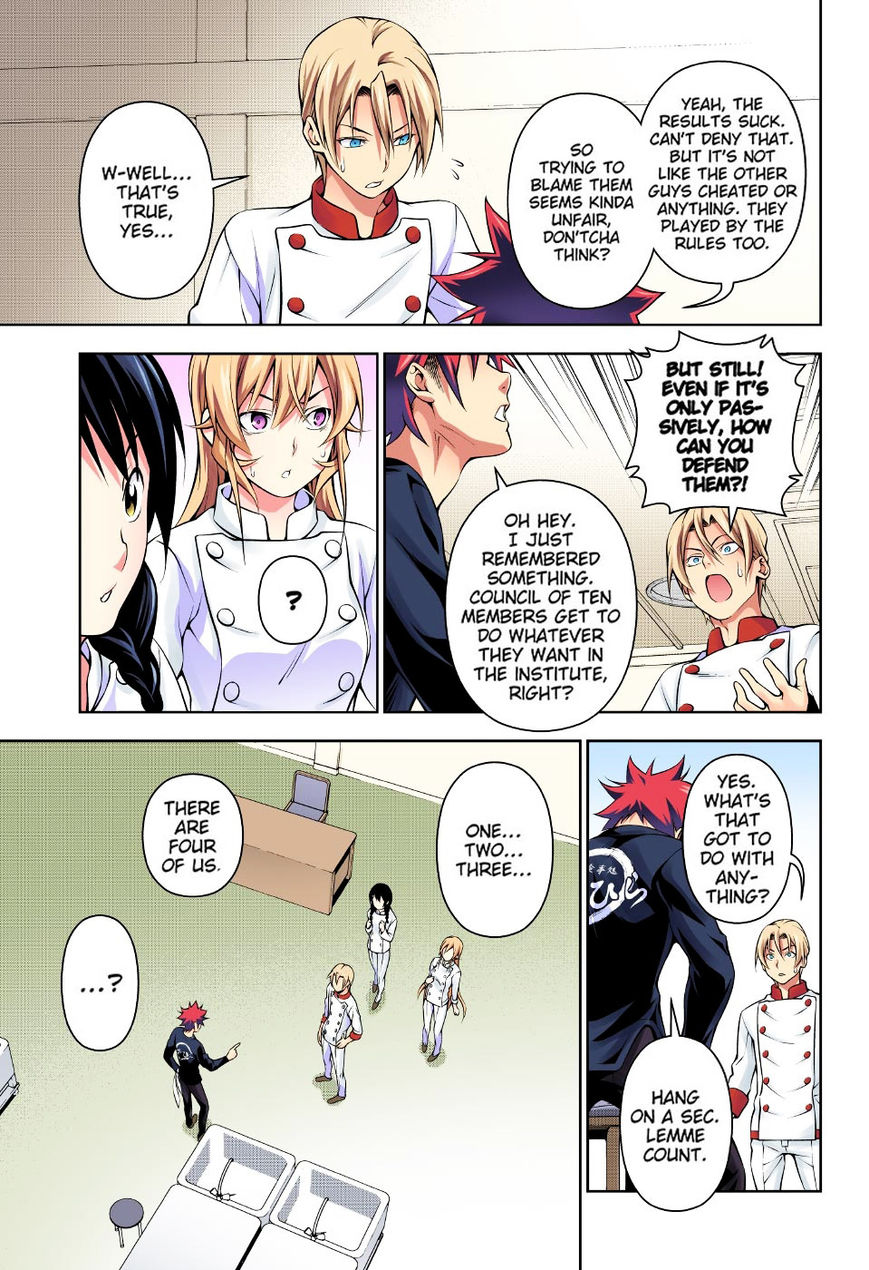 YEAH, THE
RESULTS SUCK.
CAN'T DENY THAT.
BUT IT'S NOT
LIKE THE OTHER
GUYS CHEATED OR
ANYTHING. THEY
PLAYED BY THE
RULES TOO.
SO
TRYING TO
BLAME THEM
SEEMS KINDA
UNFAIR,
DON'TCHA
THINK?
W-WELL...
THAT'S
TRUE,
YES...
BUT STILL!
EVEN IF IT'S
ONLY PAS-
SIVELY, HOW
CAN YOU
DEFEND
THEM?!
OH HEY.
I JUST
REMEMBERED
SOMETHING.
COUNCIL OF TEN
MEMBERS GET TO
DO WHATEVER
THEY WANT IN
THE INSTITUTE,
RIGHT?
?
YES.
WHAT'S
THAT
GOT TO
DO WITH
ANY-
THING?
ひら
HANG
ON A SEC.
LEMME
COUNT.
ONE...
TWO...
THREE...
THERE
ARE
FOUR
OF US.
...?